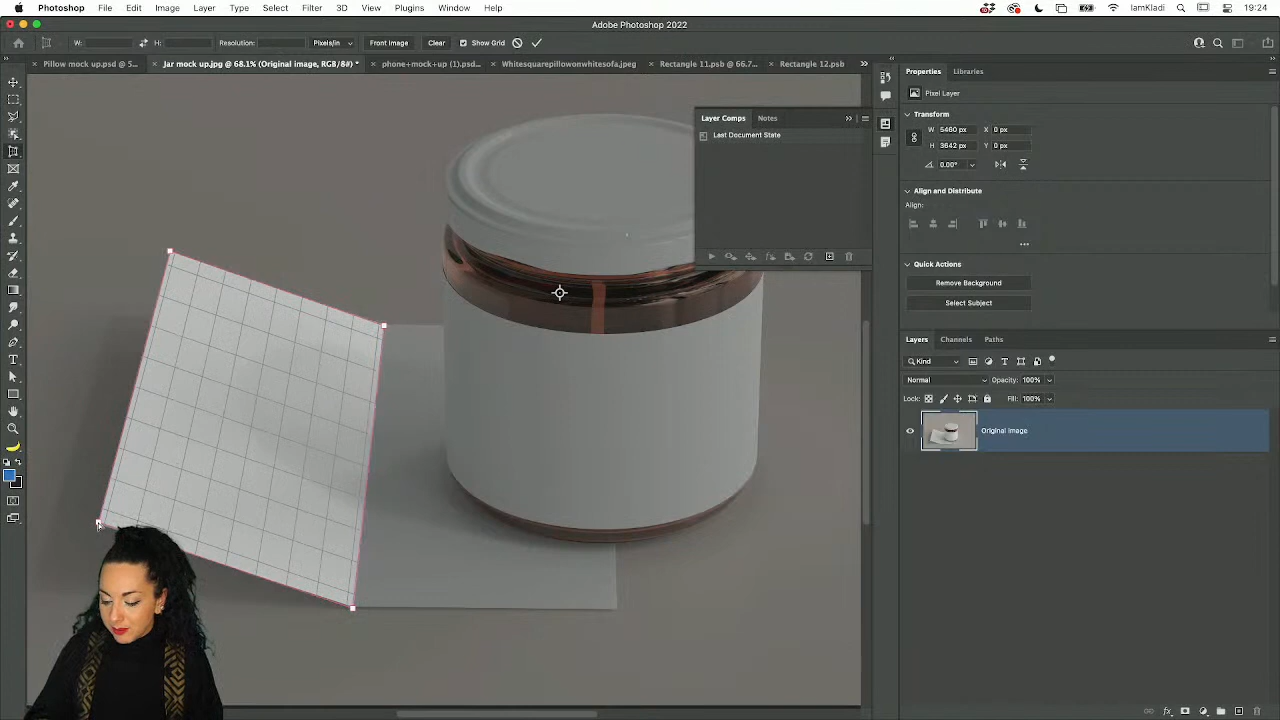 Photoshop File Edit Image Layer Type Select Filter 3D View Plugins Window Help IamKladi 19:24
Adobe Photoshop 2022
W: H: Resolution: Pixels/in Front Image Clear Show Grid
Pillow mock up.psd @ 5... Jar mock up.jpg @ 68.1% (Original image, RGB/8#) * phone+mock+up (1).psd... Whitesquarepillowonwhitesofa.jpeg Rectangle 11.psb @ 66.7... Rectangle 12.psb
Layer Comps Notes
Last Document State
Properties Libraries
Pixel Layer
Transform
W 5460 px X 0 px
H 3642 px Y 0 px
0.00°
Align and Distribute
Align:
Quick Actions
Remove Background
Select Subject
Layers Channels Paths
Kind
Normal Opacity: 100%
Lock: Fill: 100%
Original image